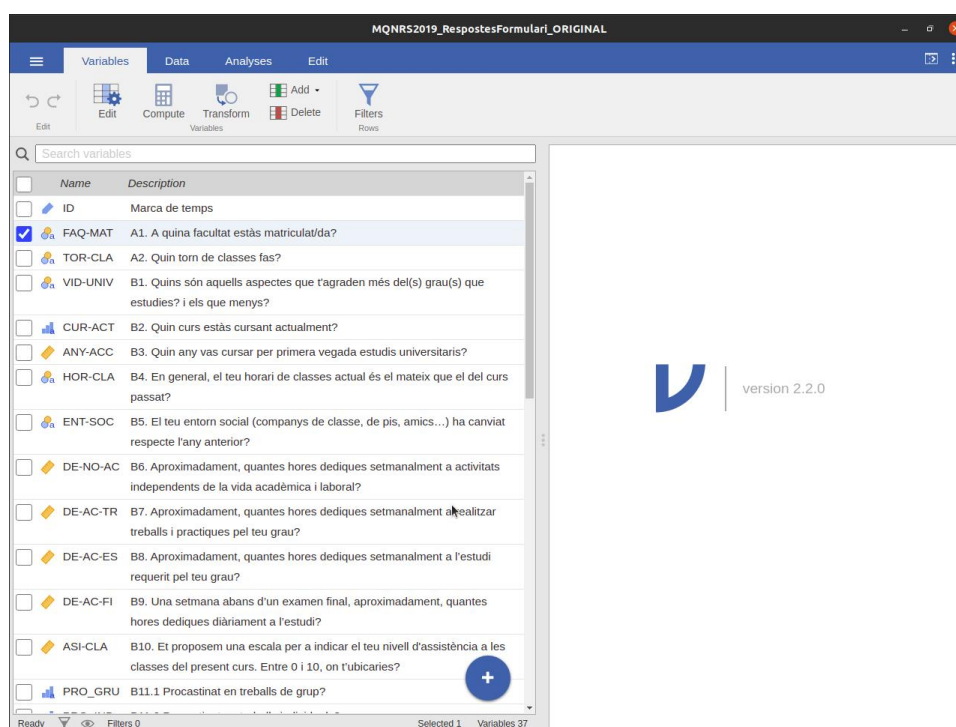 MQNRS2019_RespostesFormulari_ORIGINAL
Variables Data Analyses Edit
Edit Compute Transform Add Delete Filters
Edit Variables Rows
Search variables
Name Description
ID Marca de temps
FAQ-MAT A1. A quina facultat estàs matriculat/da?
TOR-CLA A2. Quin torn de classes fas?
VID-UNIV B1. Quins són aquells aspectes que t'agraden més del(s) grau(s) que
estudies? i els que menys?
CUR-ACT B2. Quin curs estàs cursant actualment?
ANY-ACC B3. Quin any vas cursar per primera vegada estudis universitaris?
HOR-CLA B4. En general, el teu horari de classes actual és el mateix que el del curs
passat?
ENT-SOC B5. El teu entorn social (companys de classe, de pis, amics…) ha canviat
respecte l'any anterior?
DE-NO-AC B6. Aproximadament, quantes hores dediques setmanalment a activitats
independents de la vida acadèmica i laboral?
DE-AC-TR B7. Aproximadament, quantes hores dediques setmanalment a realitzar
treballs i practiques pel teu grau?
DE-AC-ES B8. Aproximadament, quantes hores dediques setmanalment a l'estudi
requerit pel teu grau?
DE-AC-FI B9. Una setmana abans d'un examen final, aproximadament, quantes
hores dediques diàriament a l'estudi?
ASI-CLA B10. Et proposem una escala per a indicar el teu nivell d'assistència a les
classes del present curs. Entre 0 i 10, on t'ubicaries?
PRO_GRU B11.1 Procastinat en treballs de grup?
Ready Filters 0 Selected 1 Variables 37
version 2.2.0